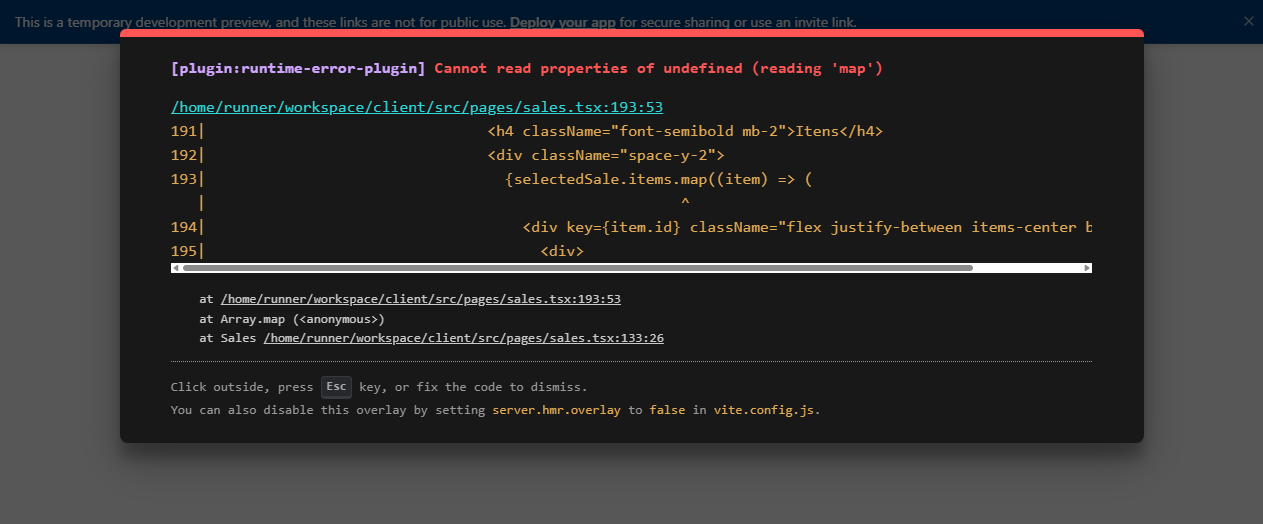 This is a temporary development preview, and these links are not for public use. Deploy your app for secure sharing or use an invite link.
[plugin:runtime-error-plugin] Cannot read properties of undefined (reading 'map')
/home/runner/workspace/client/src/pages/sales.tsx:193:53
191| <h4 className="font-semibold mb-2">Itens</h4>
192| <div className="space-y-2">
193| {selectedSale.items.map((item) => (
| ^
194| <div key={item.id} className="flex justify-between items-center b
195| <div>
at /home/runner/workspace/client/src/pages/sales.tsx:193:53
at Array.map (<anonymous>)
at Sales /home/runner/workspace/client/src/pages/sales.tsx:133:26
Click outside, press Esc key, or fix the code to dismiss.
You can also disable this overlay by setting server.hmr.overlay to false in vite.config.js.